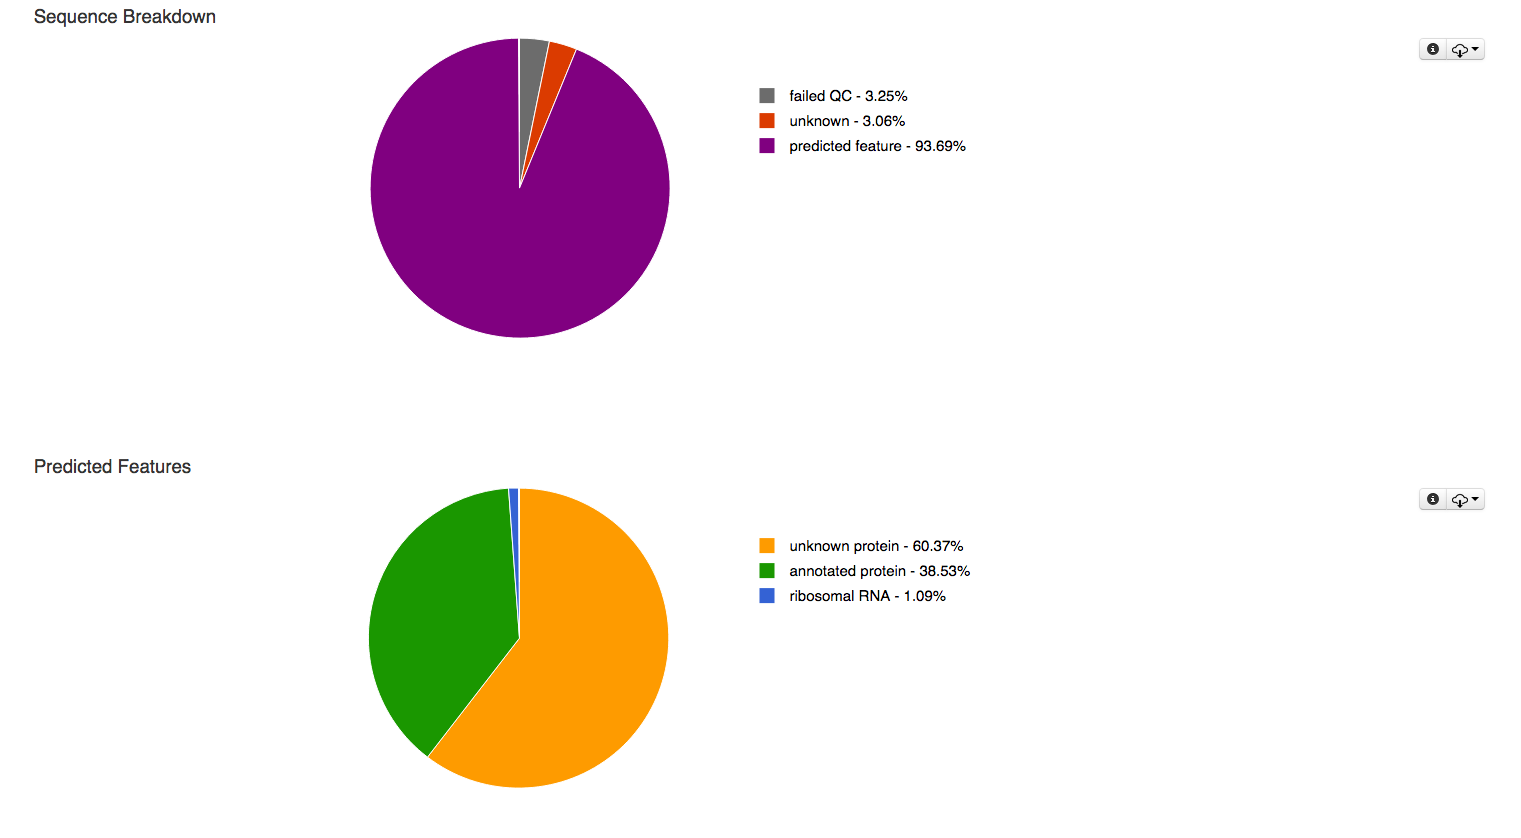 Sequence Breakdown
failed QC - 3.25%
unknown - 3.06%
predicted feature - 93.69%
Predicted Features
unknown protein - 60.37%
annotated protein - 38.53%
ribosomal RNA - 1.09%